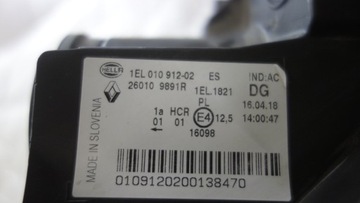 HELLA
1EL 010 912-02 ES IND:AC
26010 9891R 1EL.1821 DG
PL 16.04.18
1a HCR E4 12,5 14:00:47
01 01
← 16098
MADE IN SLOVENIA
0109120200138470